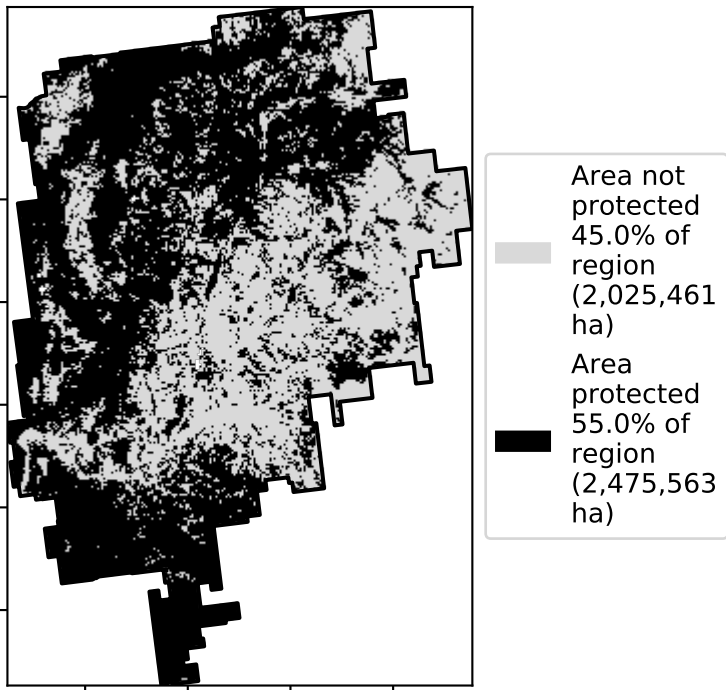 Area not
protected
45.0% of
region
(2,025,461
ha)
Area
protected
55.0% of
region
(2,475,563
ha)